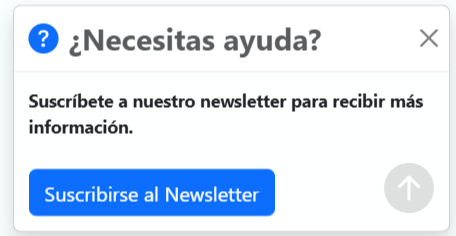 ¿Necesitas ayuda?
Suscríbete a nuestro newsletter para recibir más
información.
Suscribirse al Newsletter